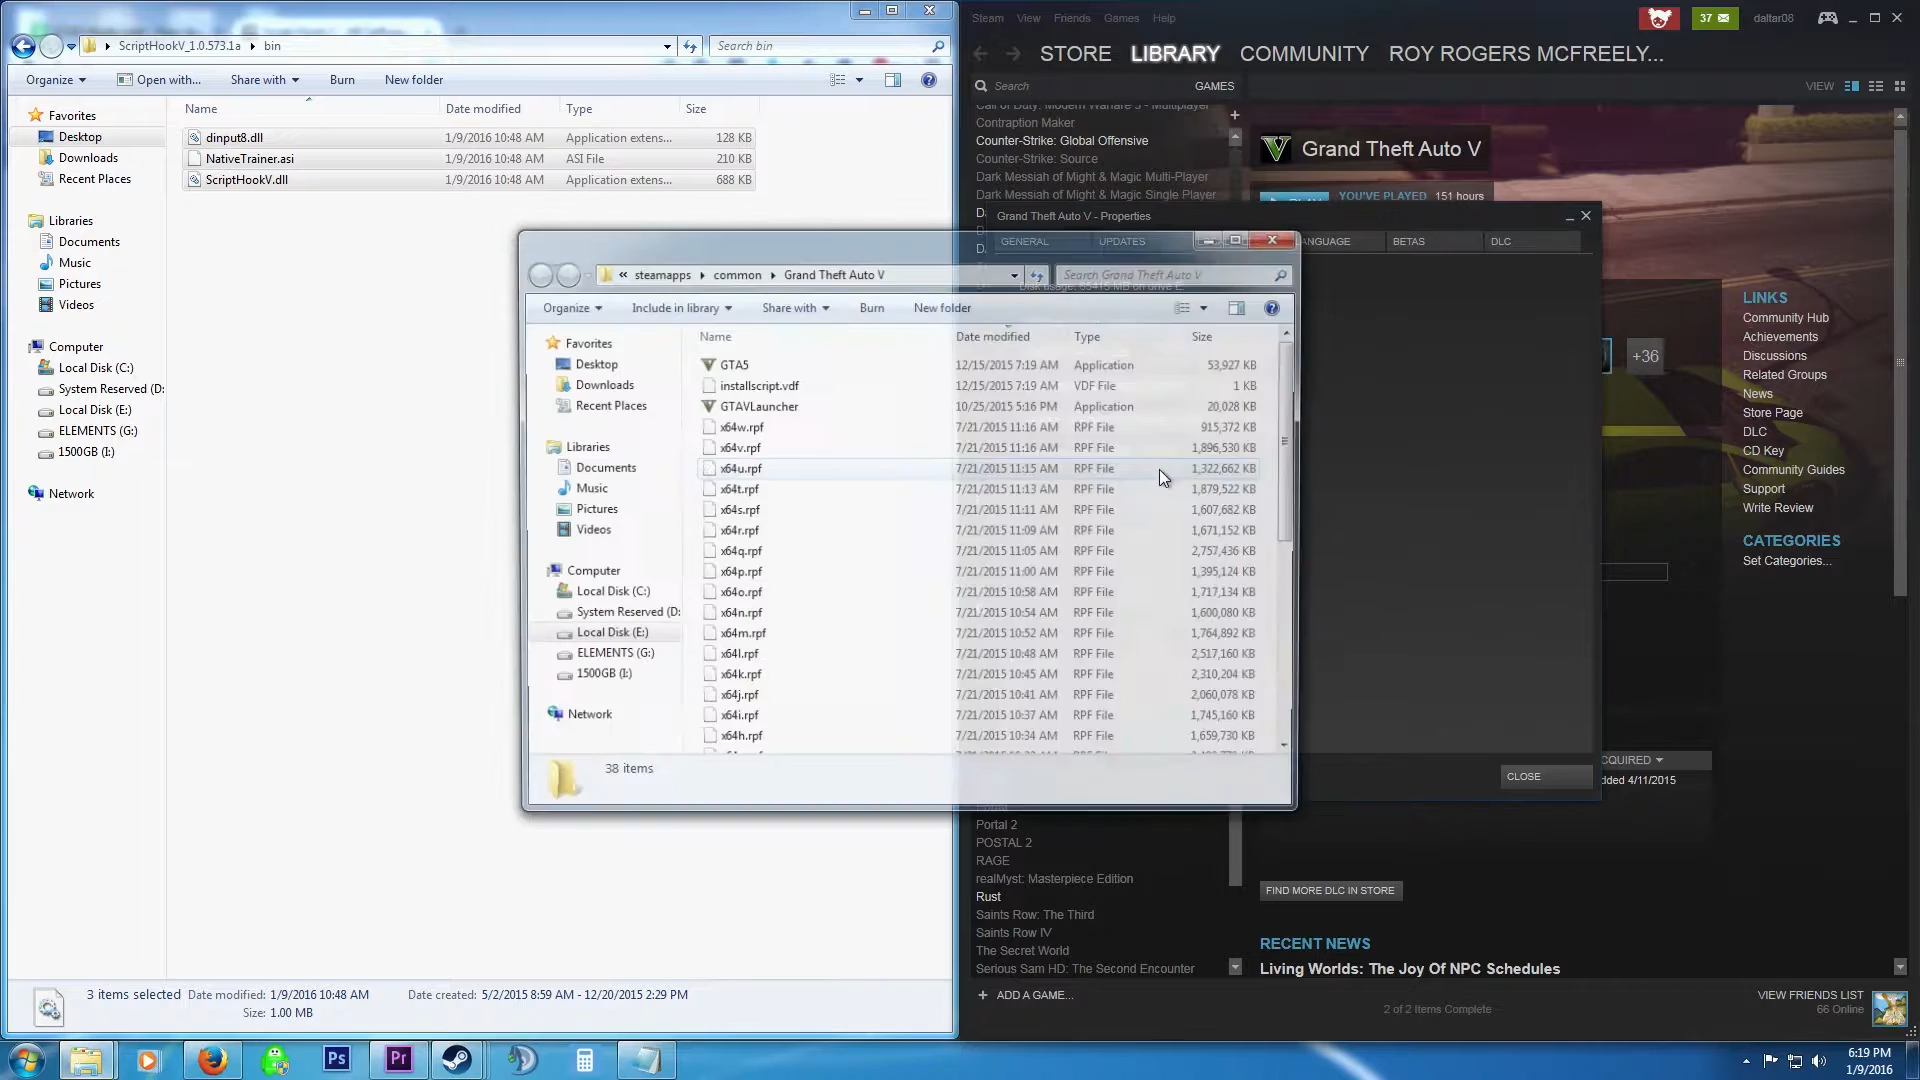 ScriptHookV_1.0.573.1a
bin
Search bin
Organize
Open with...
Share with
Burn
New folder
Name
Date modified
Type
Size
dinput8.dll 1/9/2016 10:48 AM Application extens... 128 KB
NativeTrainer.asi 1/9/2016 10:48 AM ASI File 210 KB
ScriptHookV.dll 1/9/2016 10:48 AM Application extens... 688 KB
Favorites
Desktop
Downloads
Recent Places
Libraries
Documents
Music
Pictures
Videos
Computer
Local Disk (C:)
System Reserved (D:
Local Disk (E:)
ELEMENTS (G:)
1500GB (I:)
Network
3 items selected Date modified: 1/9/2016 10:48 AM Date created: 5/2/2015 8:59 AM - 12/20/2015 2:29 PM
Size: 1.00 MB
steamapps
common
Grand Theft Auto V
Search Grand Theft Auto V
Disk usage: 65415 MB on drive E:
Organize
Include in library
Share with
Burn
New folder
Name
Date modified
Type
Size
GTA5 12/15/2015 7:19 AM Application 53,927 KB
installscript.vdf 12/15/2015 7:19 AM VDF File 1 KB
GTAVLauncher 10/25/2015 5:16 PM Application 20,028 KB
x64w.rpf 7/21/2015 11:16 AM RPF File 915,372 KB
x64v.rpf 7/21/2015 11:16 AM RPF File 1,896,530 KB
x64u.rpf 7/21/2015 11:15 AM RPF File 1,322,662 KB
x64t.rpf 7/21/2015 11:13 AM RPF File 1,879,522 KB
x64s.rpf 7/21/2015 11:11 AM RPF File 1,607,682 KB
x64r.rpf 7/21/2015 11:09 AM RPF File 1,671,152 KB
x64q.rpf 7/21/2015 11:05 AM RPF File 2,757,436 KB
x64p.rpf 7/21/2015 11:00 AM RPF File 1,395,124 KB
x64o.rpf 7/21/2015 10:58 AM RPF File 1,717,134 KB
x64n.rpf 7/21/2015 10:54 AM RPF File 1,600,080 KB
x64m.rpf 7/21/2015 10:52 AM RPF File 1,764,892 KB
x64l.rpf 7/21/2015 10:48 AM RPF File 2,517,160 KB
x64k.rpf 7/21/2015 10:45 AM RPF File 2,310,204 KB
x64j.rpf 7/21/2015 10:41 AM RPF File 2,060,078 KB
x64i.rpf 7/21/2015 10:37 AM RPF File 1,745,160 KB
x64h.rpf 7/21/2015 10:34 AM RPF File 1,659,730 KB
Favorites
Desktop
Downloads
Recent Places
Libraries
Documents
Music
Pictures
Videos
Computer
Local Disk (C:)
System Reserved (D:
Local Disk (E:)
ELEMENTS (G:)
1500GB (I:)
Network
38 items
Steam View Friends Games Help
37
daltar08
STORE LIBRARY COMMUNITY ROY ROGERS MCFREELY...
Search
GAMES
VIEW
Call of Duty: Modern Warfare 3 - Multiplayer
Contraption Maker
Counter-Strike: Global Offensive
Counter-Strike: Source
Dark Messiah of Might & Magic Multi-Player
Dark Messiah of Might & Magic Single Player
Grand Theft Auto V
YOU'VE PLAYED 151 hours
Grand Theft Auto V - Properties
GENERAL
UPDATES
ANGUAGE
BETAS
DLC
+36
CLOSE
CQUIRED
dded 4/11/2015
LINKS
Community Hub
Achievements
Discussions
Related Groups
News
Store Page
DLC
CD Key
Community Guides
Support
Write Review
CATEGORIES
Set Categories...
Portal 2
POSTAL 2
RAGE
realMyst: Masterpiece Edition
Rust
Saints Row: The Third
Saints Row IV
The Secret World
Serious Sam HD: The Second Encounter
FIND MORE DLC IN STORE
RECENT NEWS
Living Worlds: The Joy Of NPC Schedules
+ ADD A GAME...
2 of 2 Items Complete
VIEW FRIENDS LIST
66 Online
Ps
Pr
6:19 PM
1/9/2016